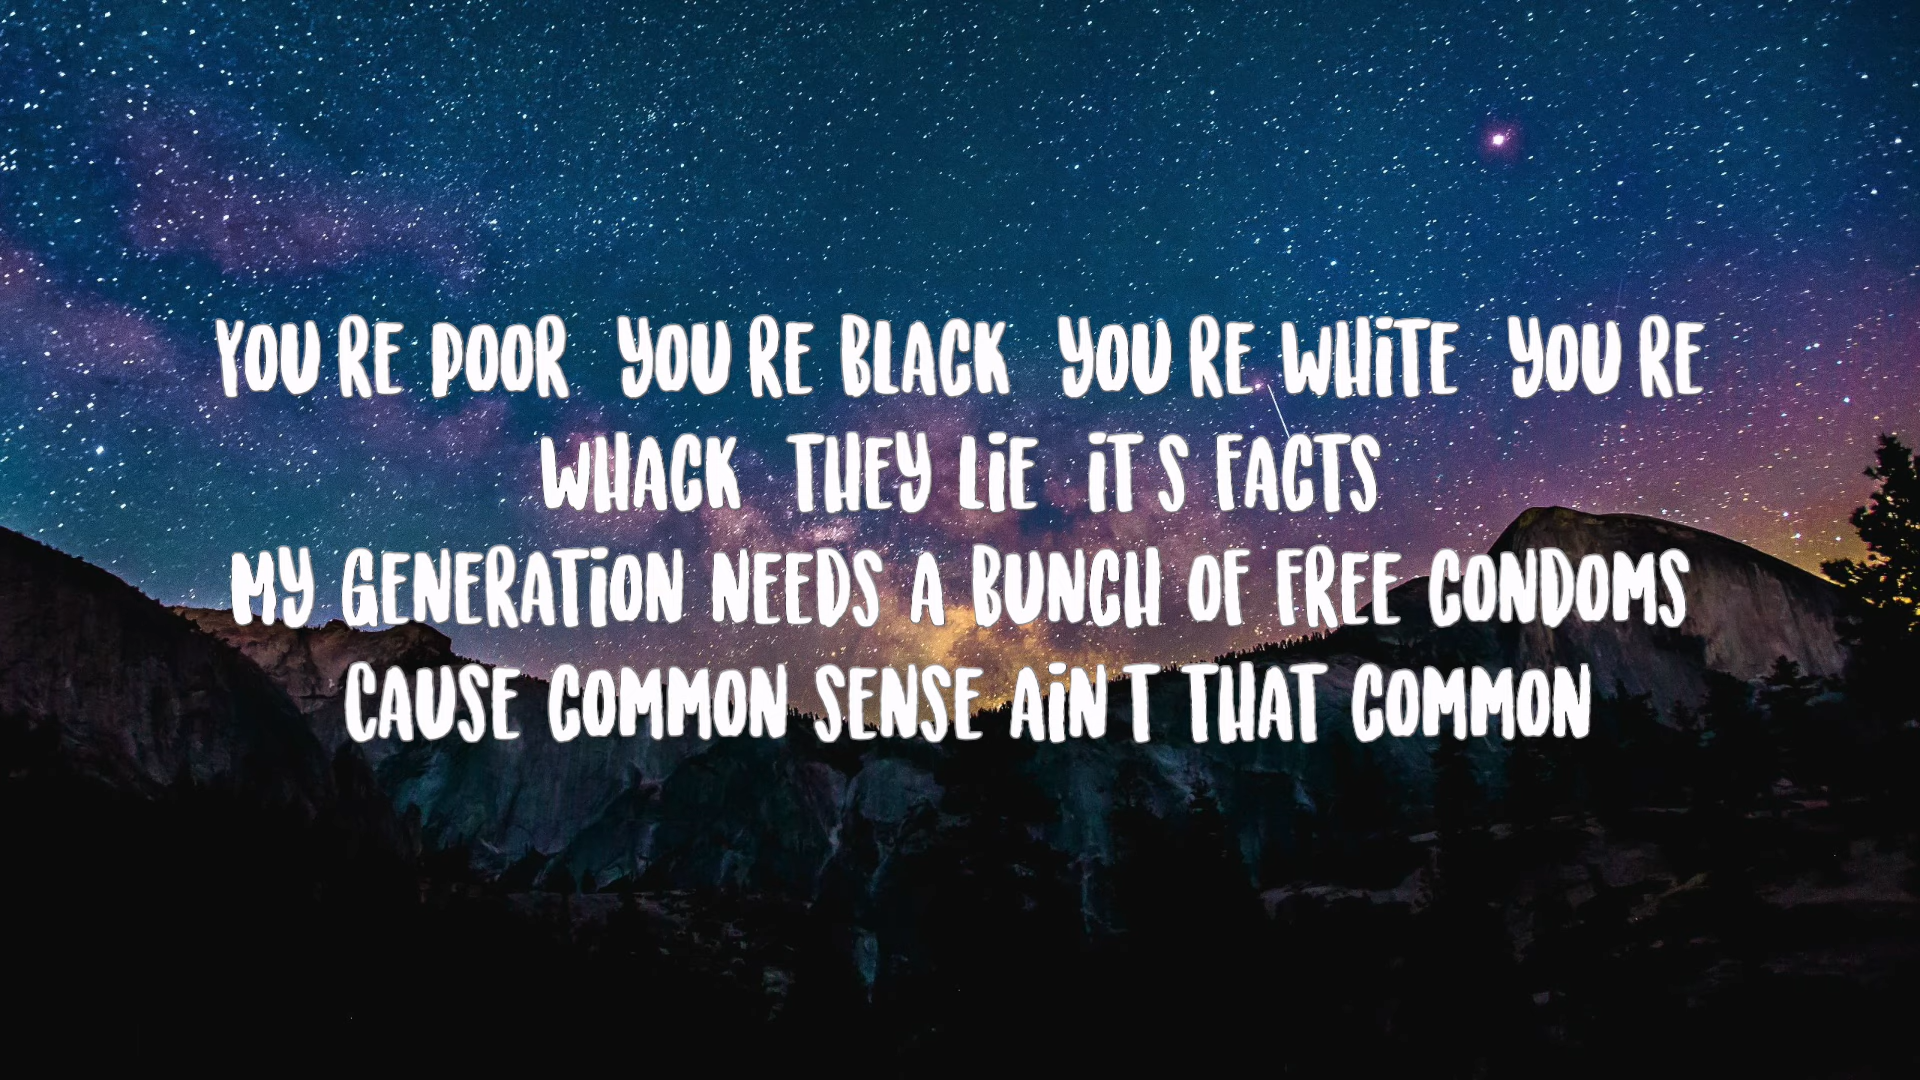 YOU RE POOR  YOU RE BLACK  YOU RE WHiTE  YOU RE
WHACK  THEY LiE  iT S FACTS
MY GENERATiON NEEDS A BUNCH OF FREE CONDOMS
CAUSE COMMON SENSE AiN T THAT COMMON